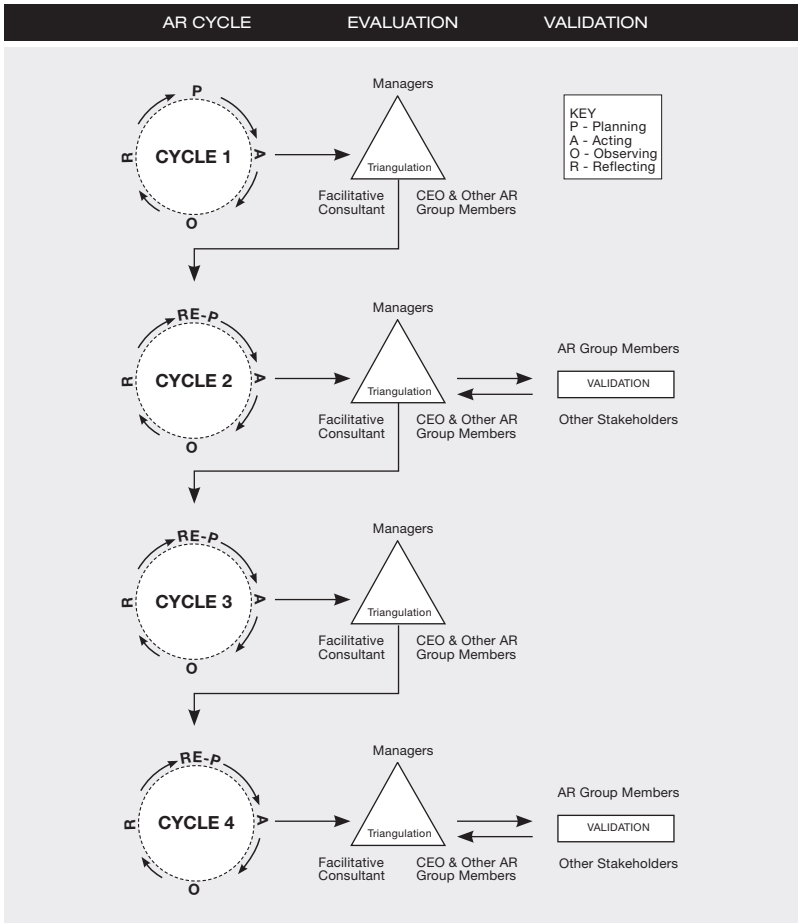 AR CYCLE EVALUATION VALIDATION
P
R
A
O
CYCLE 1
Managers
Triangulation
Facilitative
Consultant
CEO & Other AR
Group Members
KEY
P - Planning
A - Acting
O - Observing
R - Reflecting
RE-P
R
A
O
CYCLE 2
Managers
Triangulation
Facilitative
Consultant
CEO & Other AR
Group Members
AR Group Members
VALIDATION
Other Stakeholders
RE-P
R
A
O
CYCLE 3
Managers
Triangulation
Facilitative
Consultant
CEO & Other AR
Group Members
RE-P
R
A
O
CYCLE 4
Managers
Triangulation
Facilitative
Consultant
CEO & Other AR
Group Members
AR Group Members
VALIDATION
Other Stakeholders